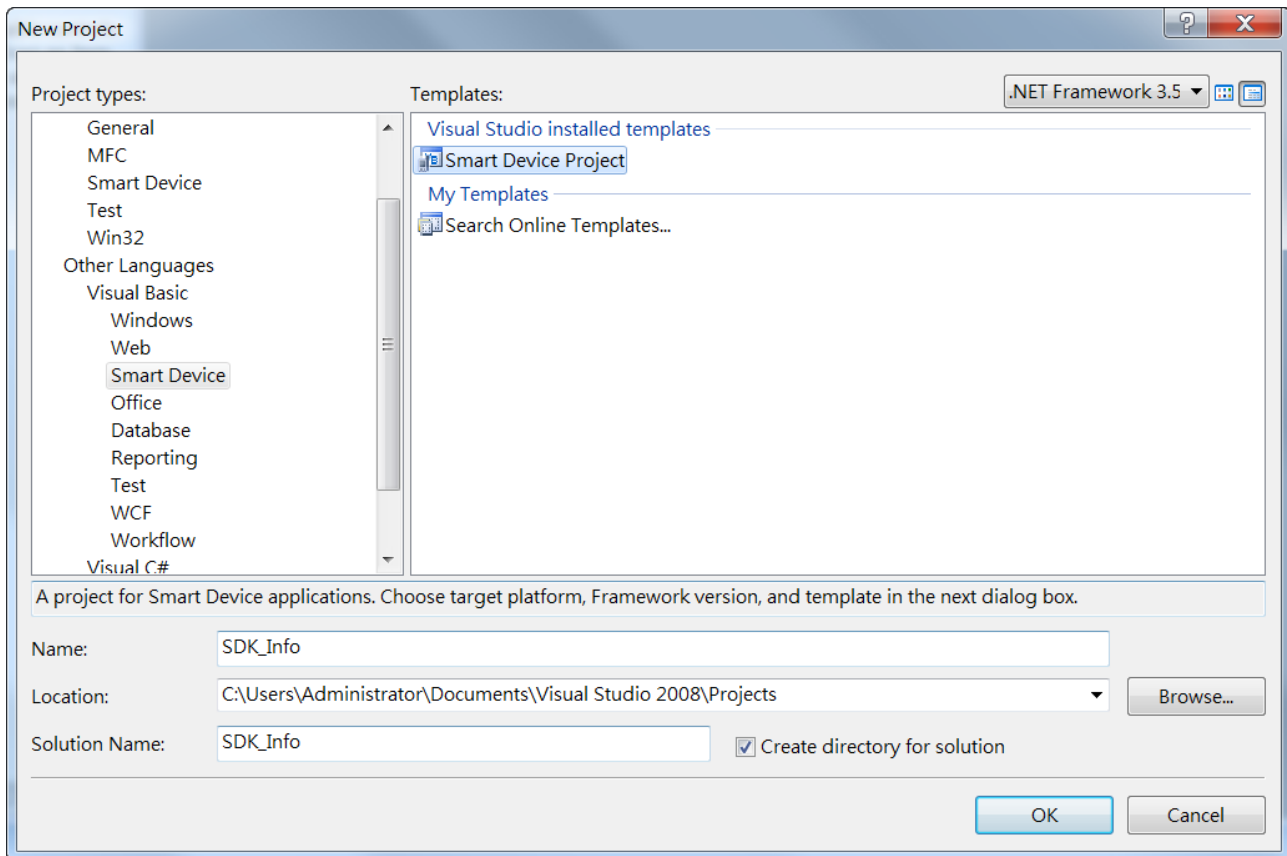 New Project
Project types:
Templates:
.NET Framework 3.5
General
MFC
Smart Device
Test
Win32
Other Languages
Visual Basic
Windows
Web
Smart Device
Office
Database
Reporting
Test
WCF
Workflow
Visual C#
Visual Studio installed templates
Smart Device Project
My Templates
Search Online Templates...
A project for Smart Device applications. Choose target platform, Framework version, and template in the next dialog box.
Name:
SDK_Info
Location:
C:\Users\Administrator\Documents\Visual Studio 2008\Projects
Browse...
Solution Name:
SDK_Info
Create directory for solution
OK
Cancel